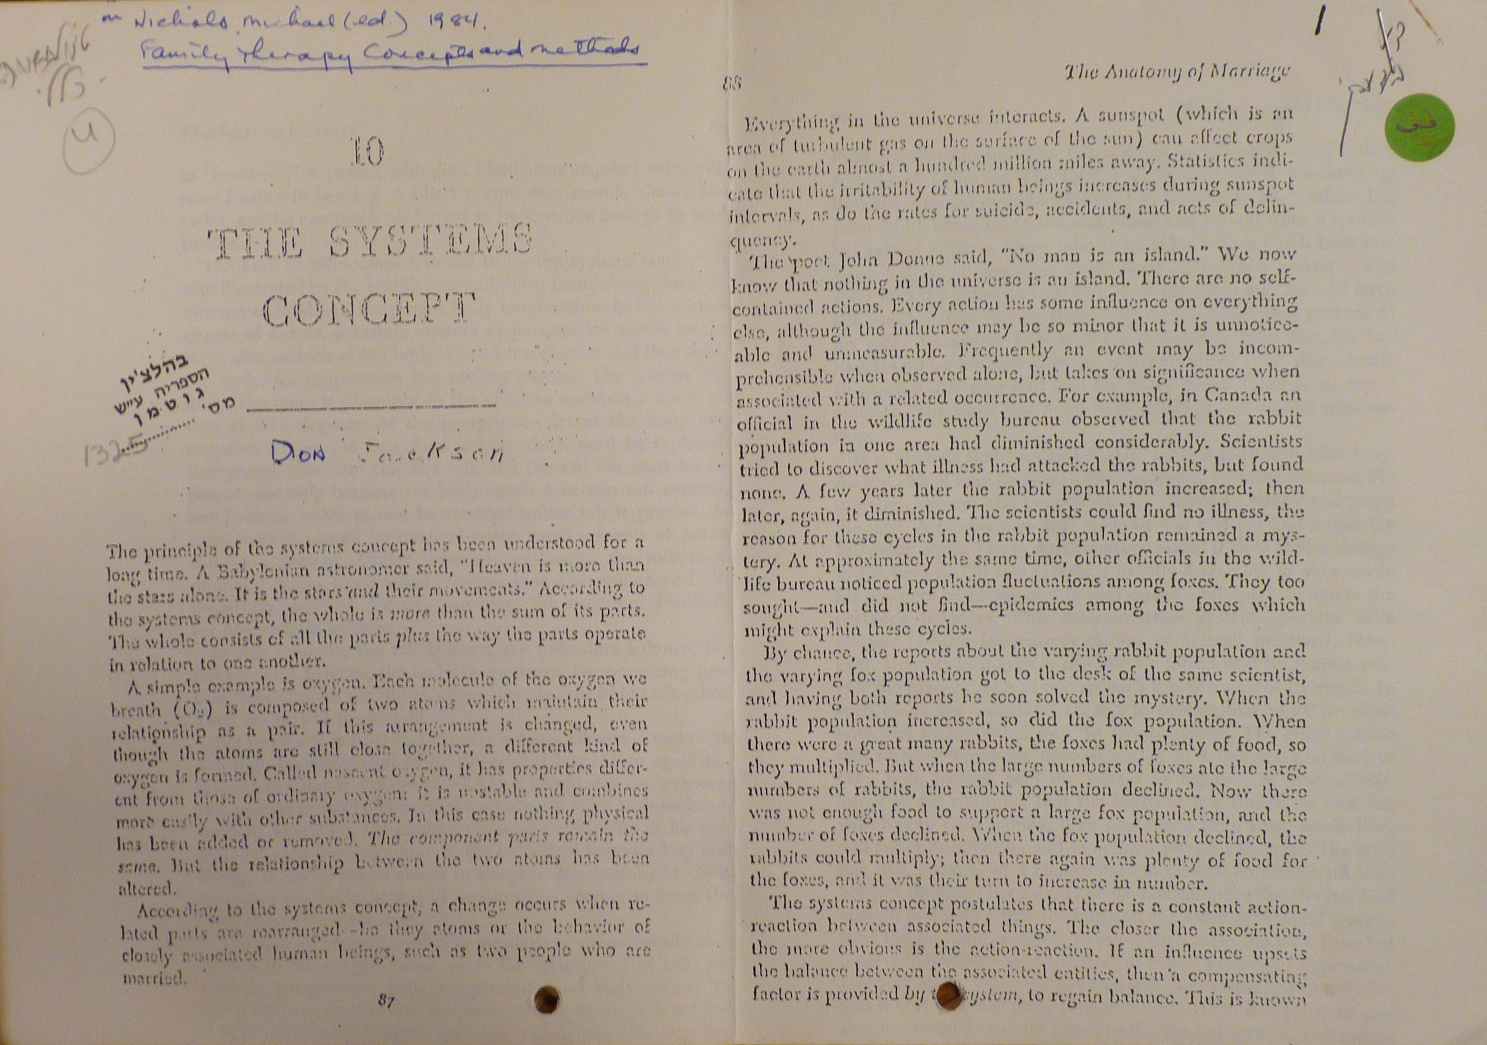 in Nichols, Michael (ed.) 1984.
Family Therapy Concepts and Methods
4
10
THE SYSTEMS
CONCEPT
בהלצ'ין
הספריה ע״ש
גוטמן
מס'
1325
Don Jackson
The principle of the systems concept has been understood for a
long time. A Babylonian astronomer said, “Heaven is more than
the stars alone. It is the stars and their movements.” According to
the systems concept, the whole is more than the sum of its parts.
The whole consists of all the parts plus the way the parts operate
in relation to one another.
A simple example is oxygen. Each molecule of the oxygen we
breath (O₂) is composed of two atoms which maintain their
relationship as a pair. If this arrangement is changed, even
though the atoms are still close together, a different kind of
oxygen is formed. Called nascent oxygen, it has properties differ-
ent from those of ordinary oxygen: it is unstable and combines
more easily with other substances. In this case nothing physical
has been added or removed. The component parts remain the
same. But the relationship between the two atoms has been
altered.
According to the systems concept, a change occurs when re-
lated parts are rearranged--be they atoms or the behavior of
closely associated human beings, such as two people who are
married.
87
88
The Anatomy of Marriage
Everything in the universe interacts. A sunspot (which is an
area of turbulent gas on the surface of the sun) can affect crops
on the earth almost a hundred million miles away. Statistics indi-
cate that the irritability of human beings increases during sunspot
intervals, as do the rates for suicide, accidents, and acts of delin-
quency.
The poet John Donne said, “No man is an island.” We now
know that nothing in the universe is an island. There are no self-
contained actions. Every action has some influence on everything
else, although the influence may be so minor that it is unnotice-
able and unmeasurable. Frequently an event may be incom-
prehensible when observed alone, but takes on significance when
associated with a related occurrence. For example, in Canada an
official in the wildlife study bureau observed that the rabbit
population in one area had diminished considerably. Scientists
tried to discover what illness had attacked the rabbits, but found
none. A few years later the rabbit population increased; then
later, again, it diminished. The scientists could find no illness, the
reason for these cycles in the rabbit population remained a mys-
tery. At approximately the same time, other officials in the wild-
life bureau noticed population fluctuations among foxes. They too
sought—and did not find—epidemics among the foxes which
might explain these cycles.
By chance, the reports about the varying rabbit population and
the varying fox population got to the desk of the same scientist,
and having both reports he soon solved the mystery. When the
rabbit population increased, so did the fox population. When
there were a great many rabbits, the foxes had plenty of food, so
they multiplied. But when the large numbers of foxes ate the large
numbers of rabbits, the rabbit population declined. Now there
was not enough food to support a large fox population, and the
number of foxes declined. When the fox population declined, the
rabbits could multiply; then there again was plenty of food for
the foxes, and it was their turn to increase in number.
The systems concept postulates that there is a constant action-
reaction between associated things. The closer the association,
the more obvious is the action-reaction. If an influence upsets
the balance between the associated entities, then a compensating
factor is provided by system, to regain balance. This is known